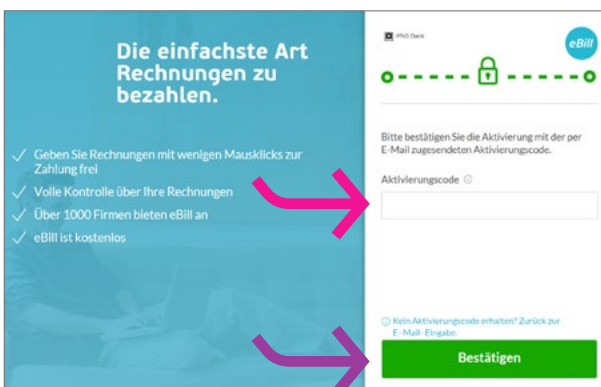 Die einfachste Art
Rechnungen zu
bezahlen.
Geben Sie Rechnungen mit wenigen Mausklicks zur
Zahlung frei
Volle Kontrolle über Ihre Rechnungen
Über 1000 Firmen bieten eBill an
eBill ist kostenlos
eBill
Bitte bestätigen Sie die Aktivierung mit der per
E-Mail zugesendeten Aktivierungscode.
Aktivierungscode
Kein Aktivierungscode erhalten? Zurück zur
E-Mail-Eingabe.
Bestätigen